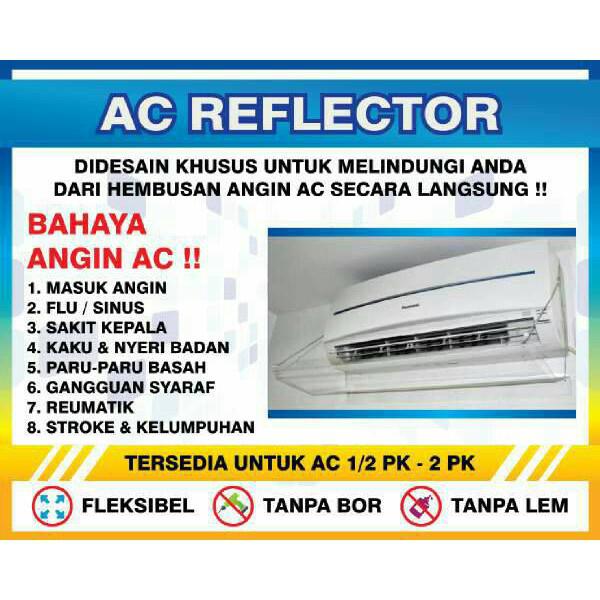 AC REFLECTOR
DIDESAIN KHUSUS UNTUK MELINDUNGI ANDA
DARI HEMBUSAN ANGIN AC SECARA LANGSUNG !!
BAHAYA
ANGIN AC !!
1. MASUK ANGIN
2. FLU / SINUS
3. SAKIT KEPALA
4. KAKU & NYERI BADAN
5. PARU-PARU BASAH
6. GANGGUAN SYARAF
7. REUMATIK
8. STROKE & KELUMPUHAN
Panasonic
TERSEDIA UNTUK AC 1/2 PK - 2 PK
FLEKSIBEL
TANPA BOR
TANPA LEM